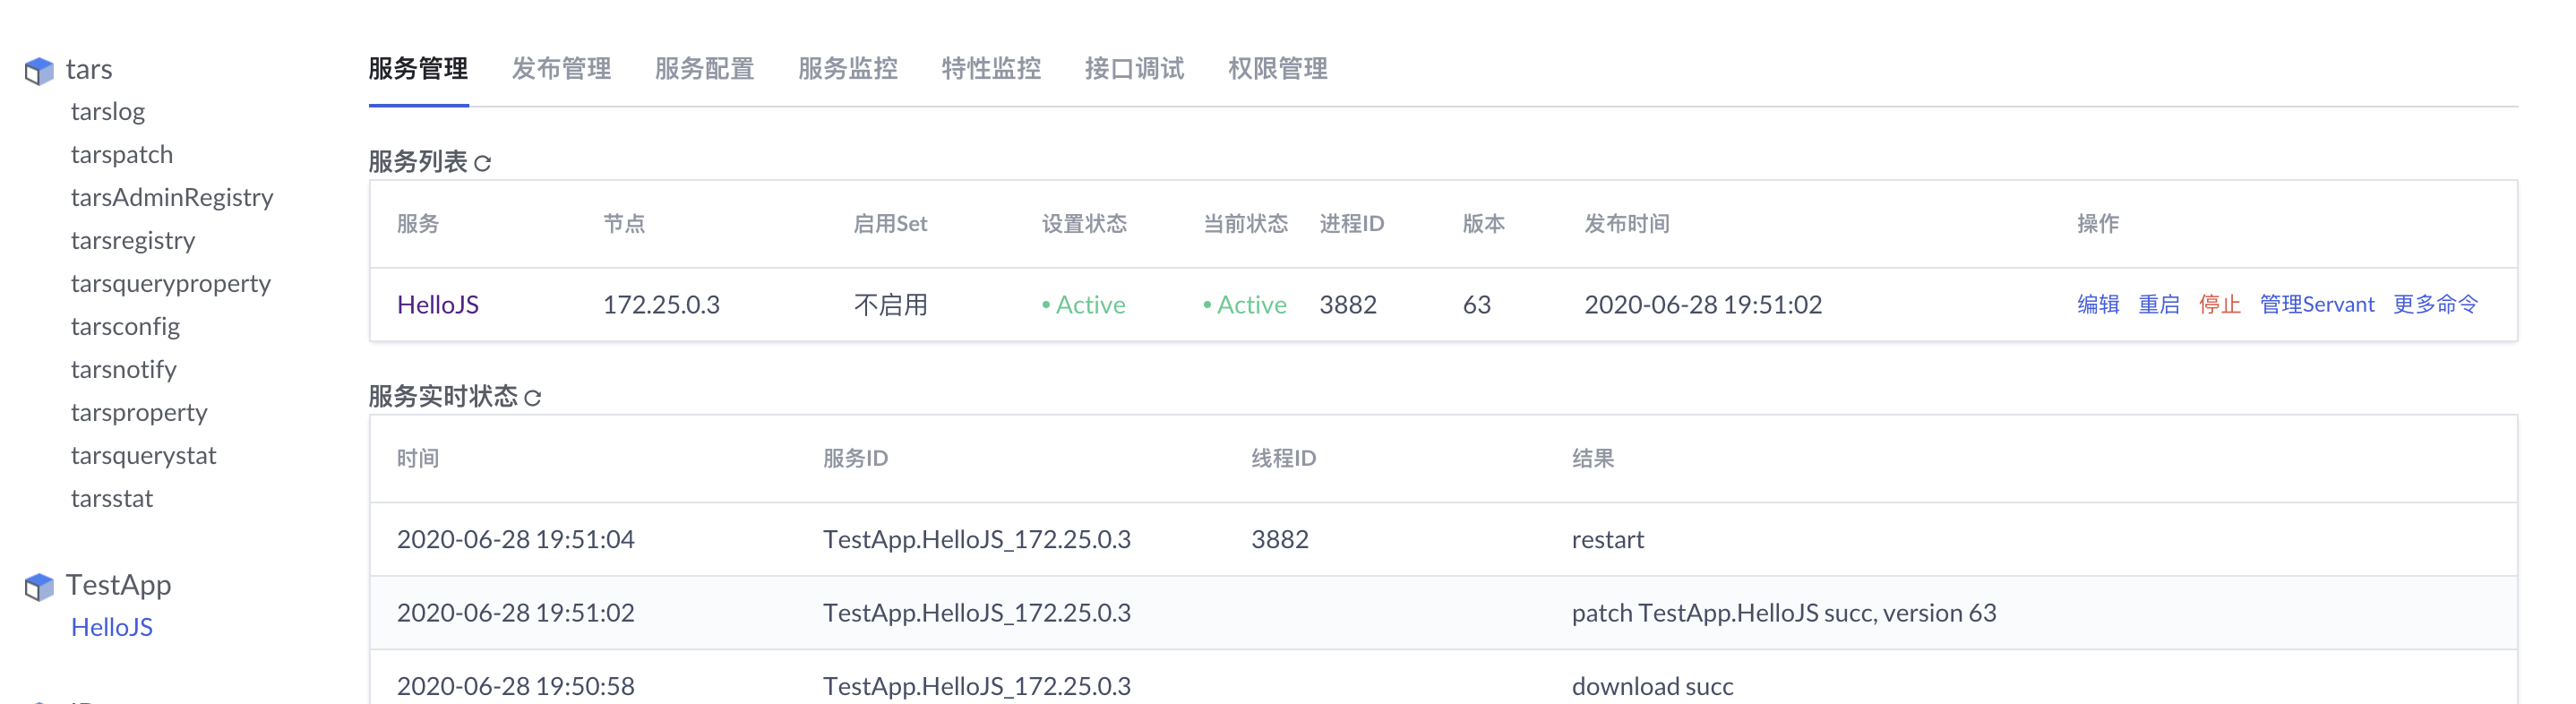 tars
tarslog
tarspatch
tarsAdminRegistry
tarsregistry
tarsqueryproperty
tarsconfig
tarsnotify
tarsproperty
tarsquerystat
tarsstat
TestApp
HelloJS
服务管理 发布管理 服务配置 服务监控 特性监控 接口调试 权限管理
服务列表
服务 节点 启用Set 设置状态 当前状态 进程ID 版本 发布时间 操作
HelloJS 172.25.0.3 不启用 • Active • Active 3882 63 2020-06-28 19:51:02 编辑 重启 停止 管理Servant 更多命令
服务实时状态
时间 服务ID 线程ID 结果
2020-06-28 19:51:04 TestApp.HelloJS_172.25.0.3 3882 restart
2020-06-28 19:51:02 TestApp.HelloJS_172.25.0.3 patch TestApp.HelloJS succ, version 63
2020-06-28 19:50:58 TestApp.HelloJS_172.25.0.3 download succ